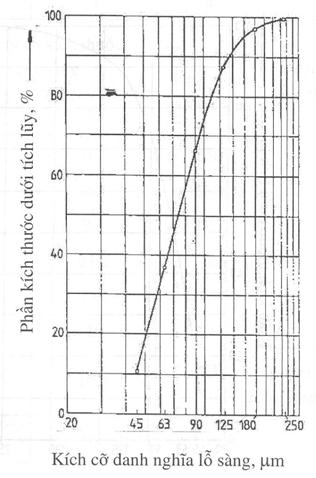 Phần kích thước dưới tích lũy, %
100
80
60
40
20
0
20 45 63 90 125 180 250
Kích cỡ danh nghĩa lỗ sàng, µm